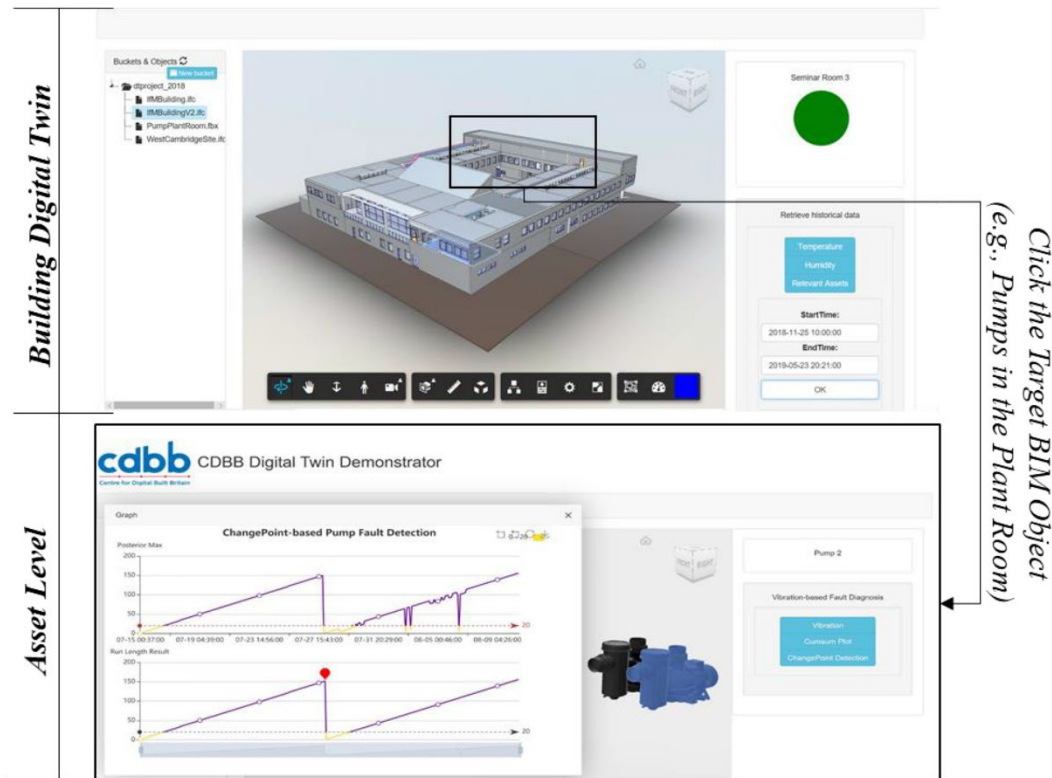 Building Digital Twin
Buckets & Objects
New bucket
dtproject_2018
IfMBuilding.ifc
IfMBuildingV2.ifc
PumpPlantRoom.fbx
WestCambridgeSite.ifc
FRONT
RIGHT
Seminar Room 3
Retrieve historical data
Temperature
Humidity
Relevant Assets
StartTime:
2018-11-25 10:00:00
EndTime:
2019-05-23 20:21:00
OK
Click the Target BIM Object
(e.g., Pumps in the Plant Room)
Asset Level
cdbb
Centre for Digital Built Britain
CDBB Digital Twin Demonstrator
Graph
×
ChangePoint-based Pump Fault Detection
Posterior Max
200
150
100
50
0
20
07-15 00:37:00 07-19 04:39:00 07-23 14:56:00 07-27 15:43:00 07-31 20:29:00 08-05 00:46:00 08-09 04:26:00
Run Length Result
200
150
100
50
0
20
FRONT
RIGHT
Pump 2
Vibration-based Fault Diagnosis
Vibration
Cumsum Plot
ChangePoint Detection